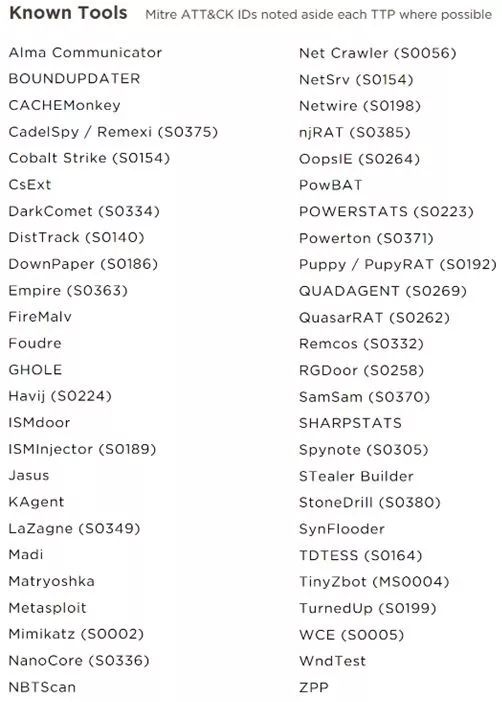 Known Tools Mitre ATT&CK IDs noted aside each TTP where possible
Alma Communicator
BOUNDUPDATER
CACHEMonkey
CadelSpy / Remexi (S0375)
Cobalt Strike (S0154)
CsExt
DarkComet (S0334)
DistTrack (S0140)
DownPaper (S0186)
Empire (S0363)
FireMalv
Foudre
GHOLE
Havij (S0224)
ISMdoor
ISMInjector (S0189)
Jasus
KAgent
LaZagne (S0349)
Madi
Matryoshka
Metasploit
Mimikatz (S0002)
NanoCore (S0336)
NBTScan
Net Crawler (S0056)
NetSrv (S0154)
Netwire (S0198)
njRAT (S0385)
OopsIE (S0264)
PowBAT
POWERSTATS (S0223)
Powerton (S0371)
Puppy / PupyRAT (S0192)
QUADAGENT (S0269)
QuasarRAT (S0262)
Remcos (S0332)
RGDoor (S0258)
SamSam (S0370)
SHARPSTATS
Spynote (S0305)
STealer Builder
StoneDrill (S0380)
SynFlooder
TDTESS (S0164)
TinyZbot (MS0004)
TurnedUp (S0199)
WCE (S0005)
WndTest
ZPP